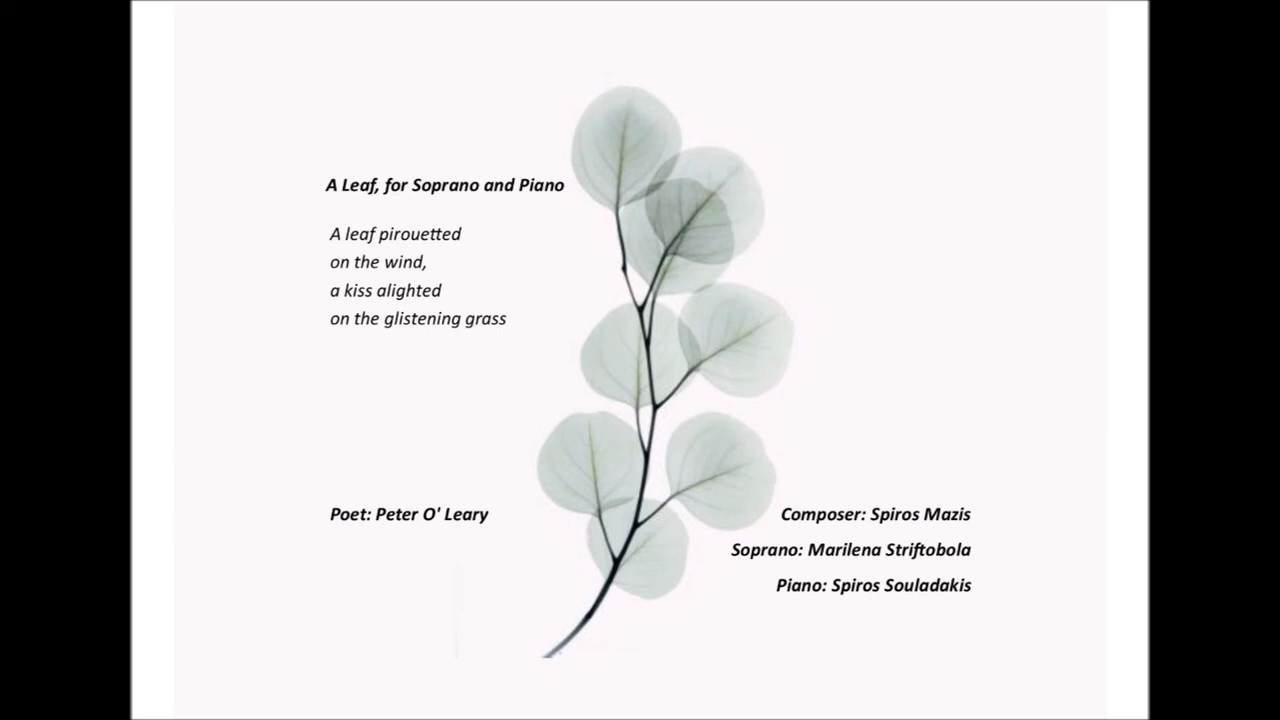 A Leaf, for Soprano and Piano
A leaf pirouetted
on the wind,
a kiss alighted
on the glistening grass
Poet: Peter O' Leary
Composer: Spiros Mazis
Soprano: Marilena Striftobola
Piano: Spiros Souladakis